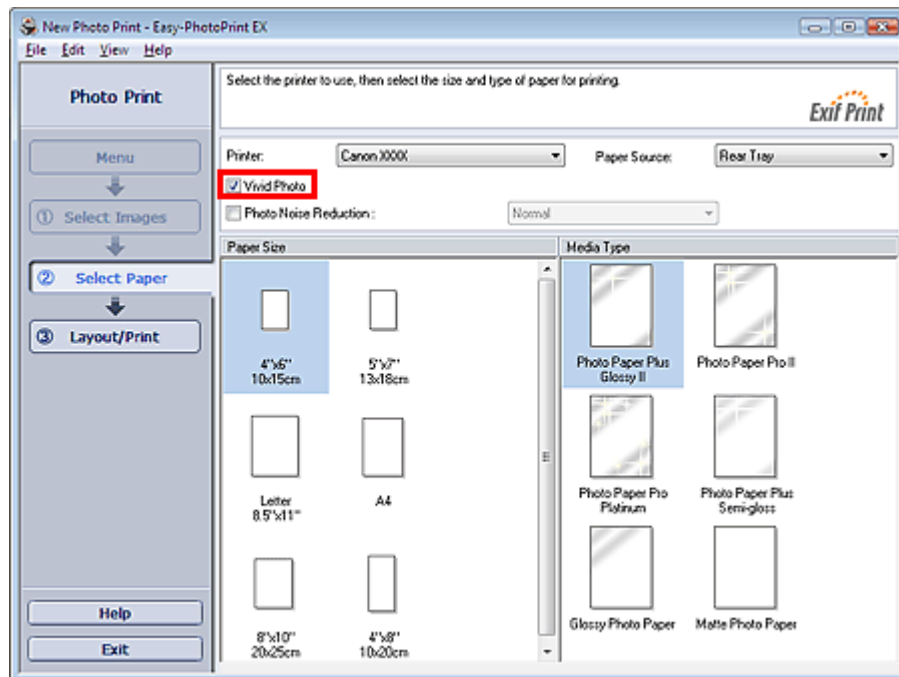 New Photo Print - Easy-PhotoPrint EX
File Edit View Help
Photo Print
Select the printer to use, then select the size and type of paper for printing.
Exif Print
Menu
① Select Images
② Select Paper
③ Layout/Print
Help
Exit
Printer: Canon XXXX Paper Source: Rear Tray
Vivid Photo
Photo Noise Reduction : Normal
Paper Size
4"x6"
10x15cm
5"x7"
13x18cm
Letter
8.5"x11"
A4
8"x10"
20x25cm
4"x8"
10x20cm
Media Type
Photo Paper Plus
Glossy II
Photo Paper Pro II
Photo Paper Pro
Platinum
Photo Paper Plus
Semi-gloss
Glossy Photo Paper
Matte Photo Paper